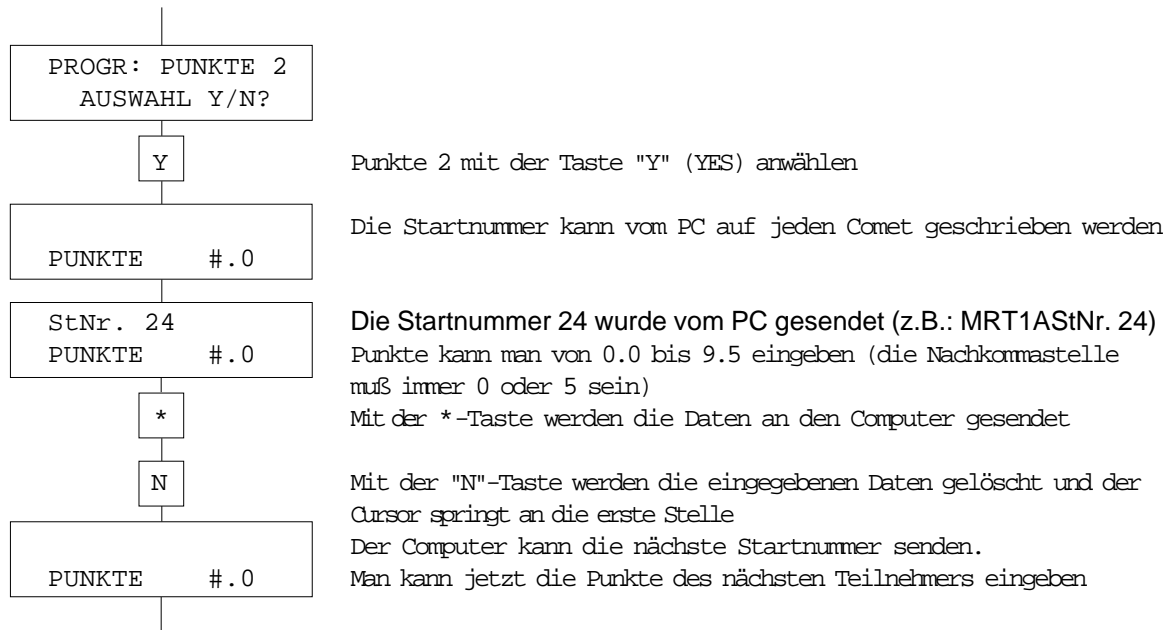 PROGR: PUNKTE 2
AUSWAHL Y/N?
Y
Punkte 2 mit der Taste "Y" (YES) anwählen
Die Startnummer kann vom PC auf jeden Comet geschrieben werden
PUNKTE #.0
StNr. 24
Die Startnummer 24 wurde vom PC gesendet (z.B.: MRT1AStNr. 24)
PUNKTE #.0
Punkte kann man von 0.0 bis 9.5 eingeben (die Nachkommastelle
muß immer 0 oder 5 sein)
*
Mit der *-Taste werden die Daten an den Computer gesendet
N
Mit der "N"-Taste werden die eingegebenen Daten gelöscht und der
Cursor springt an die erste Stelle
Der Computer kann die nächste Startnummer senden.
PUNKTE #.0
Man kann jetzt die Punkte des nächsten Teilnehmers eingeben